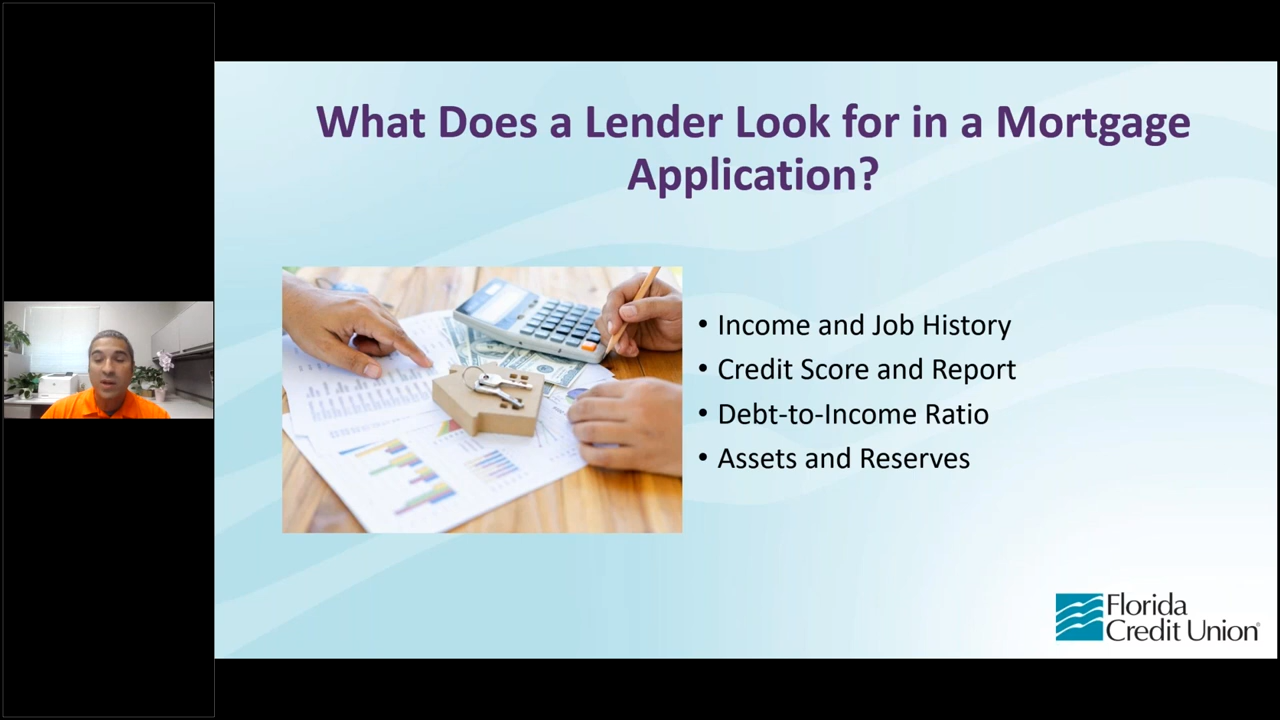 What Does a Lender Look for in a Mortgage
Application?
• Income and Job History
• Credit Score and Report
• Debt-to-Income Ratio
• Assets and Reserves
Florida
Credit Union®